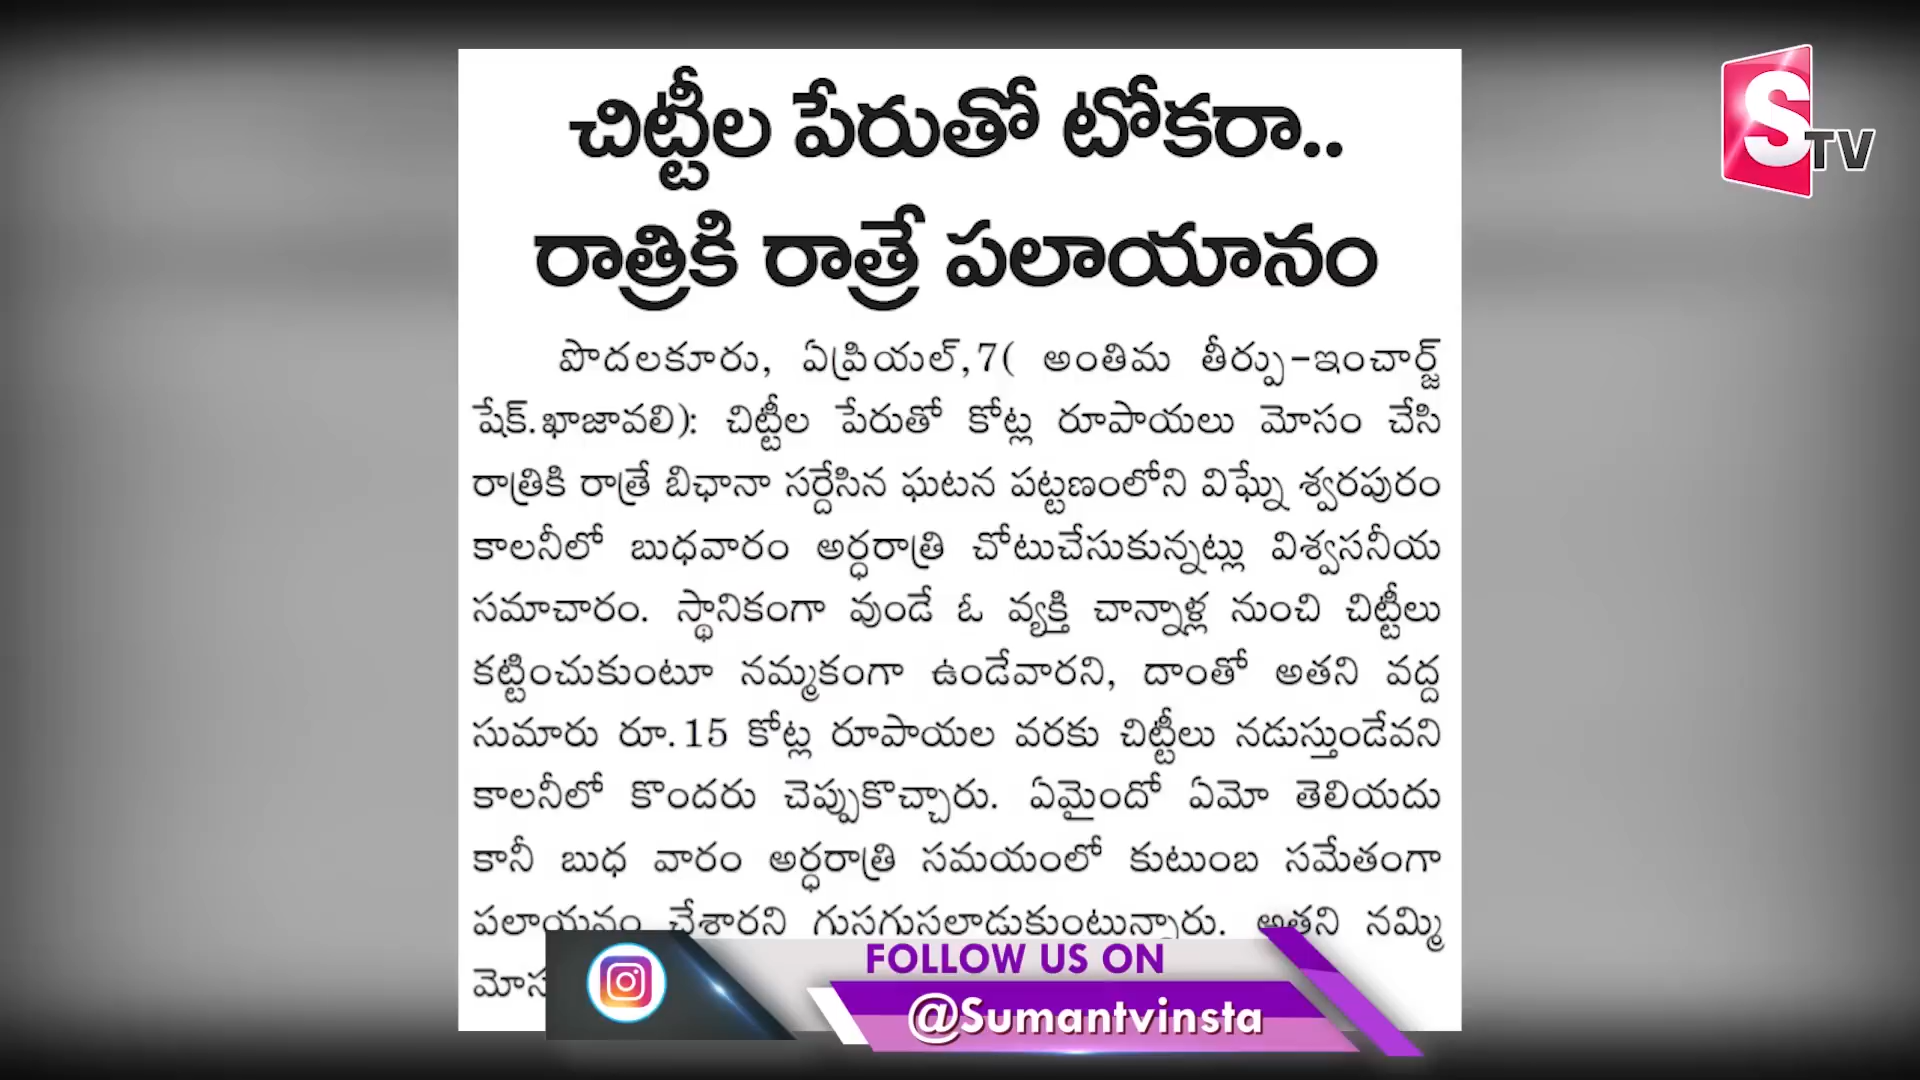 చిట్టీల పేరుతో టోకరా..
రాత్రికి రాత్రే పలాయానం
పొదలకూరు, ఏప్రియల్,7( అంతిమ తీర్పు-ఇంచార్జ్
షేక్.ఖాజావలి): చిట్టీల పేరుతో కోట్ల రూపాయలు మోసం చేసి
రాత్రికి రాత్రే బిఛానా సర్దేసిన ఘటన పట్టణంలోని విఘ్నే శ్వరపురం
కాలనీలో బుధవారం అర్ధరాత్రి చోటుచేసుకున్నట్లు విశ్వసనీయ
సమాచారం. స్థానికంగా వుండే ఓ వ్యక్తి చాన్నాళ్ల నుంచి చిట్టీలు
కట్టించుకుంటూ నమ్మకంగా ఉండేవారని, దాంతో అతని వద్ద
సుమారు రూ.15 కోట్ల రూపాయల వరకు చిట్టీలు నడుస్తుండేవని
కాలనీలో కొందరు చెప్పుకొచ్చారు. ఏమైందో ఏమో తెలియదు
కానీ బుధ వారం అర్ధరాత్రి సమయంలో కుటుంబ సమేతంగా
పలాయనం చేశారని గుసగుసలాడుకుంటున్నారు. అతని నమ్మి
STV
FOLLOW US ON
@Sumantvinsta